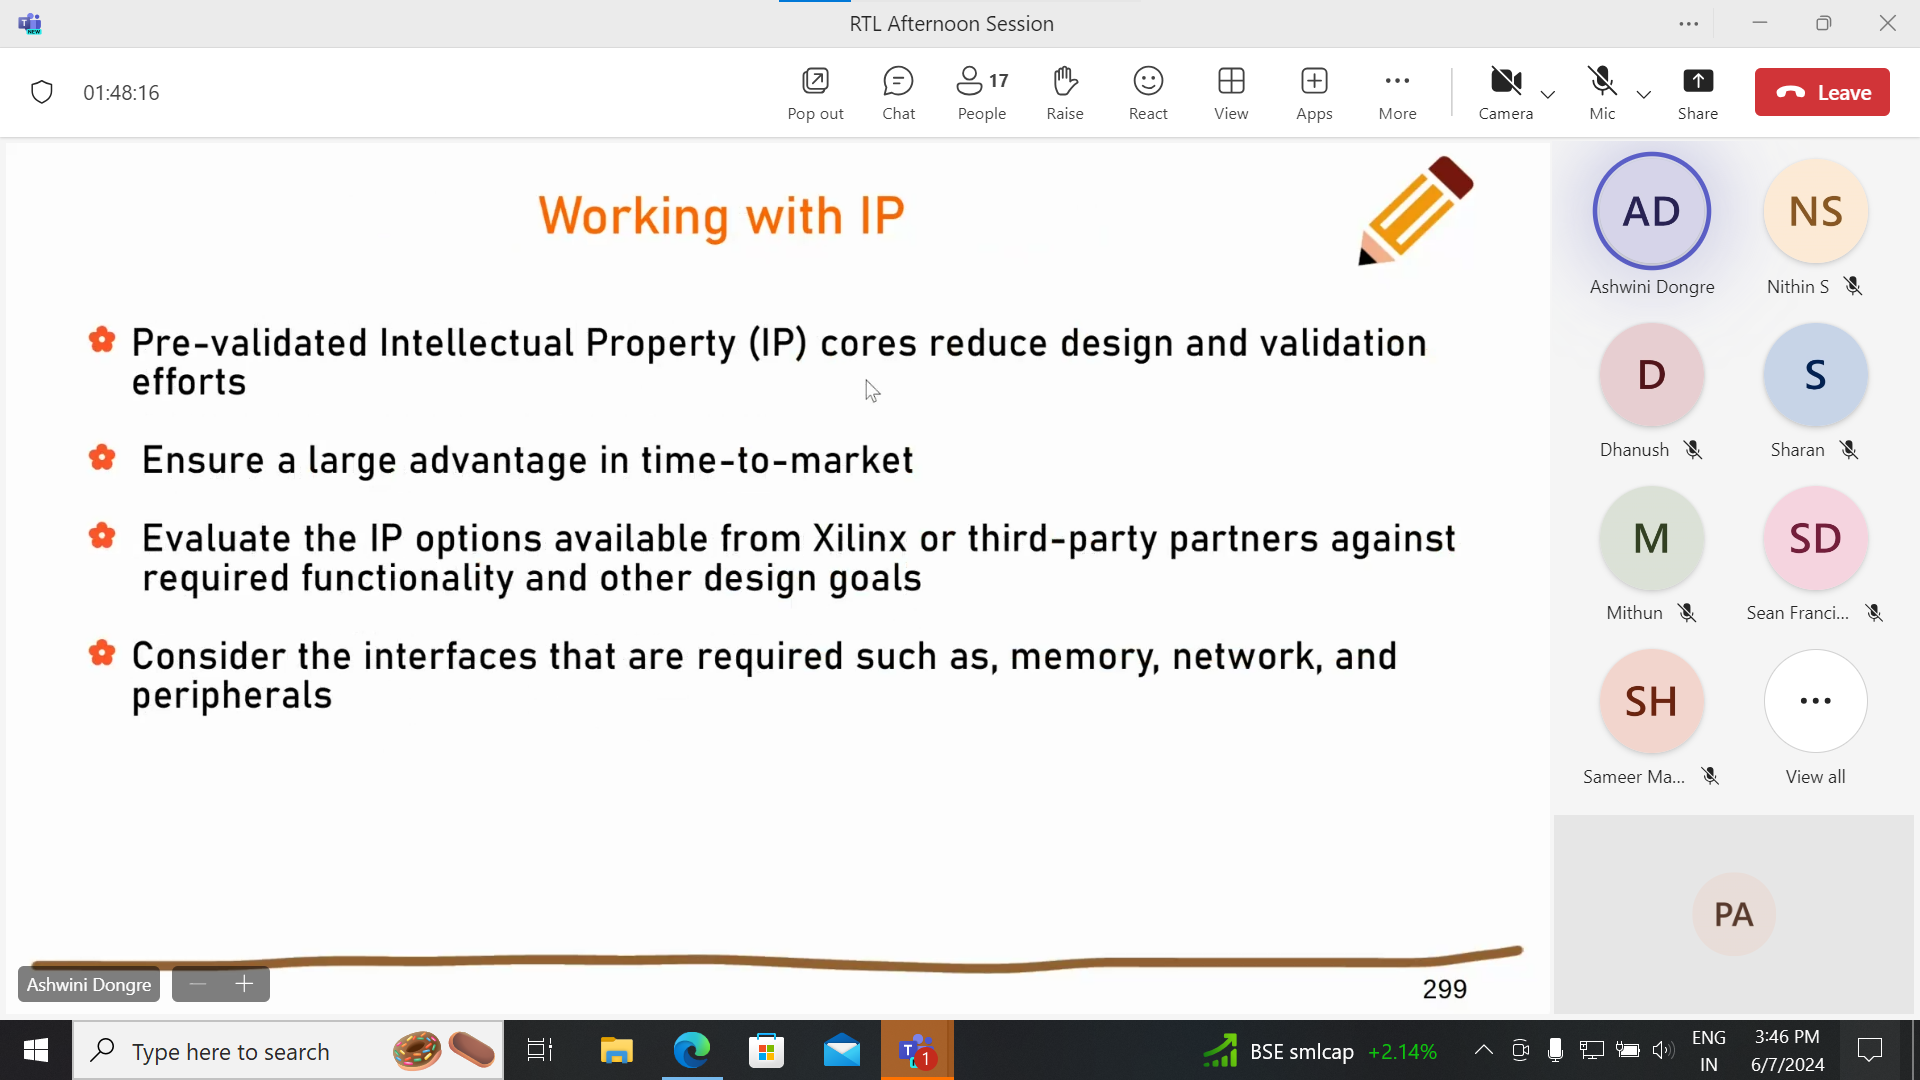 RTL Afternoon Session
01:48:16
Pop out
Chat
17
People
Raise
React
View
Apps
More
Camera
Mic
Share
Leave
Working with IP
Pre-validated Intellectual Property (IP) cores reduce design and validation
efforts
Ensure a large advantage in time-to-market
Evaluate the IP options available from Xilinx or third-party partners against
required functionality and other design goals
Consider the interfaces that are required such as, memory, network, and
peripherals
299
Ashwini Dongre
AD
Ashwini Dongre
NS
Nithin S
D
Dhanush
S
Sharan
M
Mithun
SD
Sean Franci...
SH
Sameer Ma...
View all
PA
Type here to search
1
BSE smlcap +2.14%
ENG
IN
3:46 PM
6/7/2024